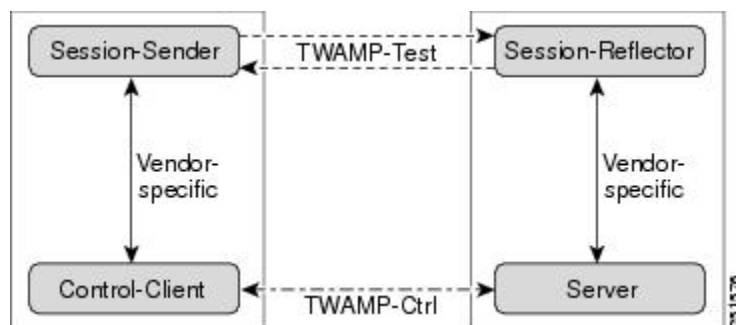 Session-Sender
TWAMP-Test
Session-Reflector
Vendor-
specific
Vendor-
specific
Control-Client
TWAMP-Ctrl
Server